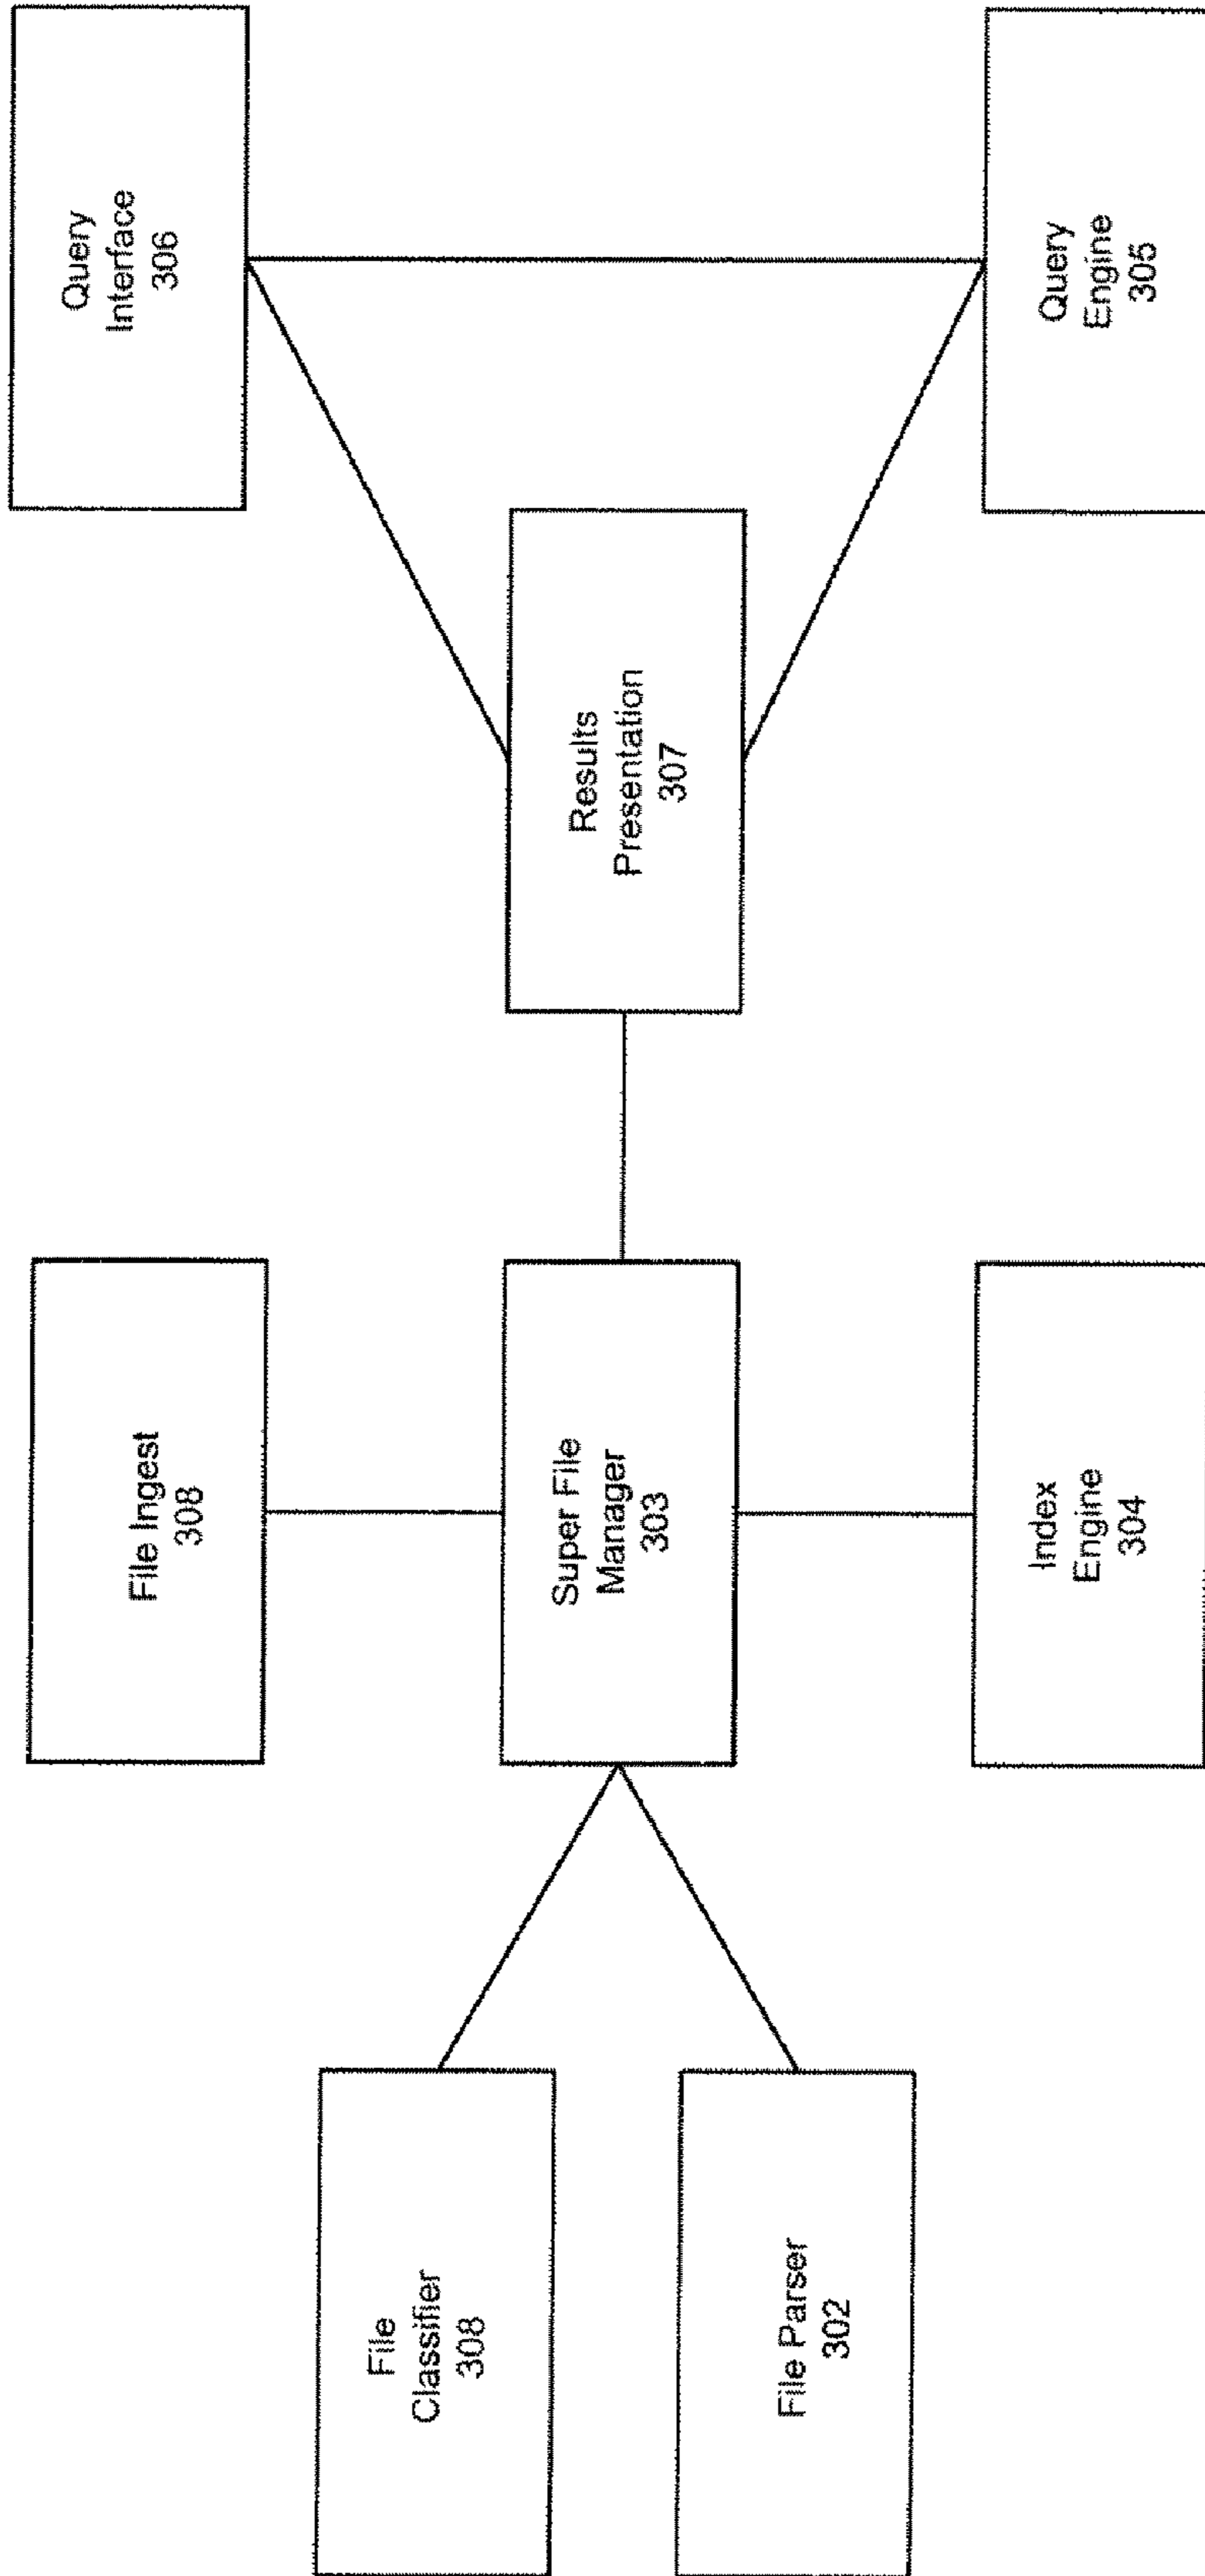 File Ingest
308
Query
Interface
306
File
Classifier
308
Super File
Manager
303
Results
Presentation
307
File Parser
302
Index
Engine
304
Query
Engine
305